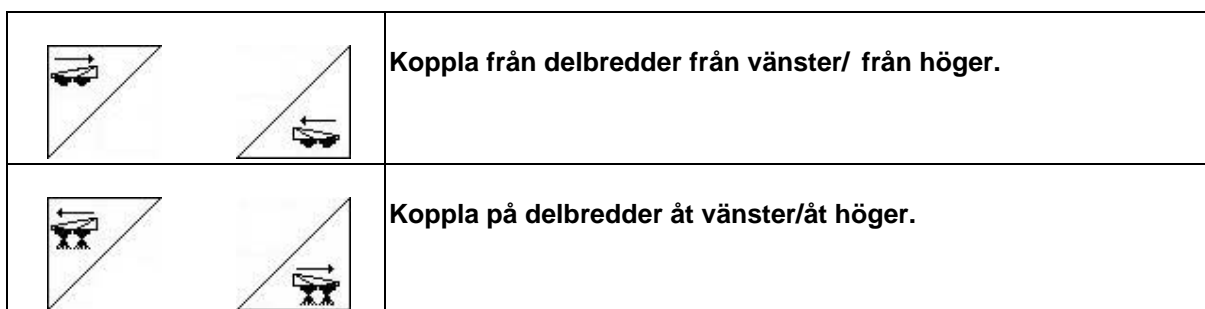 Koppla från delbredder från vänster/ från höger.
Koppla på delbredder åt vänster/åt höger.